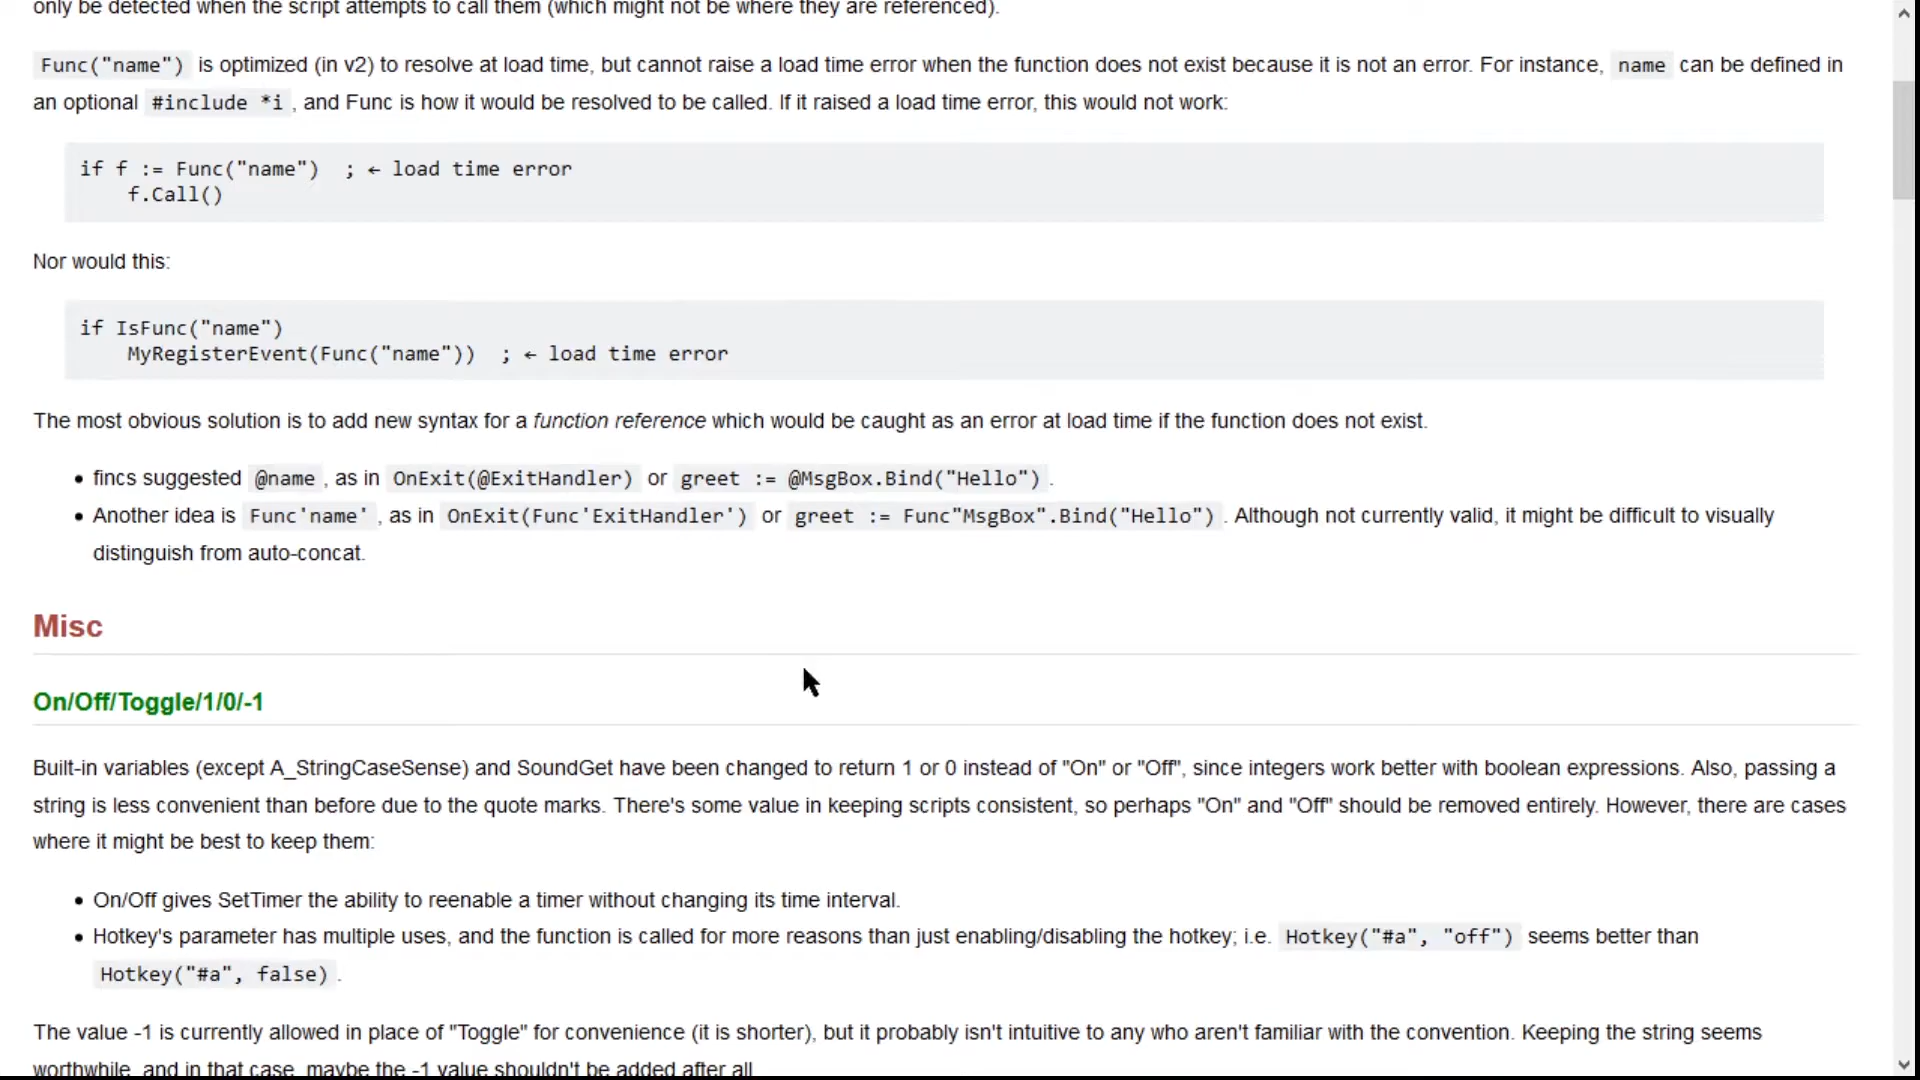 only be detected when the script attempts to call them (which might not be where they are referenced).
Func("name") is optimized (in v2) to resolve at load time, but cannot raise a load time error when the function does not exist because it is not an error. For instance, name can be defined in
an optional #include *i, and Func is how it would be resolved to be called. If it raised a load time error, this would not work:
if f := Func("name")  ; ← load time error
f.Call()
Nor would this:
if IsFunc("name")
MyRegisterEvent(Func("name"))  ; ← load time error
The most obvious solution is to add new syntax for a function reference which would be caught as an error at load time if the function does not exist.
• fincs suggested @name, as in OnExit(@ExitHandler) or greet := @MsgBox.Bind("Hello").
• Another idea is Func'name', as in OnExit(Func'ExitHandler') or greet := Func"MsgBox".Bind("Hello"). Although not currently valid, it might be difficult to visually
distinguish from auto-concat.
Misc
On/Off/Toggle/1/0/-1
Built-in variables (except A_StringCaseSense) and SoundGet have been changed to return 1 or 0 instead of "On" or "Off", since integers work better with boolean expressions. Also, passing a
string is less convenient than before due to the quote marks. There's some value in keeping scripts consistent, so perhaps "On" and "Off" should be removed entirely. However, there are cases
where it might be best to keep them:
• On/Off gives SetTimer the ability to reenable a timer without changing its time interval.
• Hotkey's parameter has multiple uses, and the function is called for more reasons than just enabling/disabling the hotkey; i.e. Hotkey("#a", "off") seems better than
Hotkey("#a", false).
The value -1 is currently allowed in place of "Toggle" for convenience (it is shorter), but it probably isn't intuitive to any who aren't familiar with the convention. Keeping the string seems
worthwhile, and in that case, maybe the -1 value shouldn't be added after all